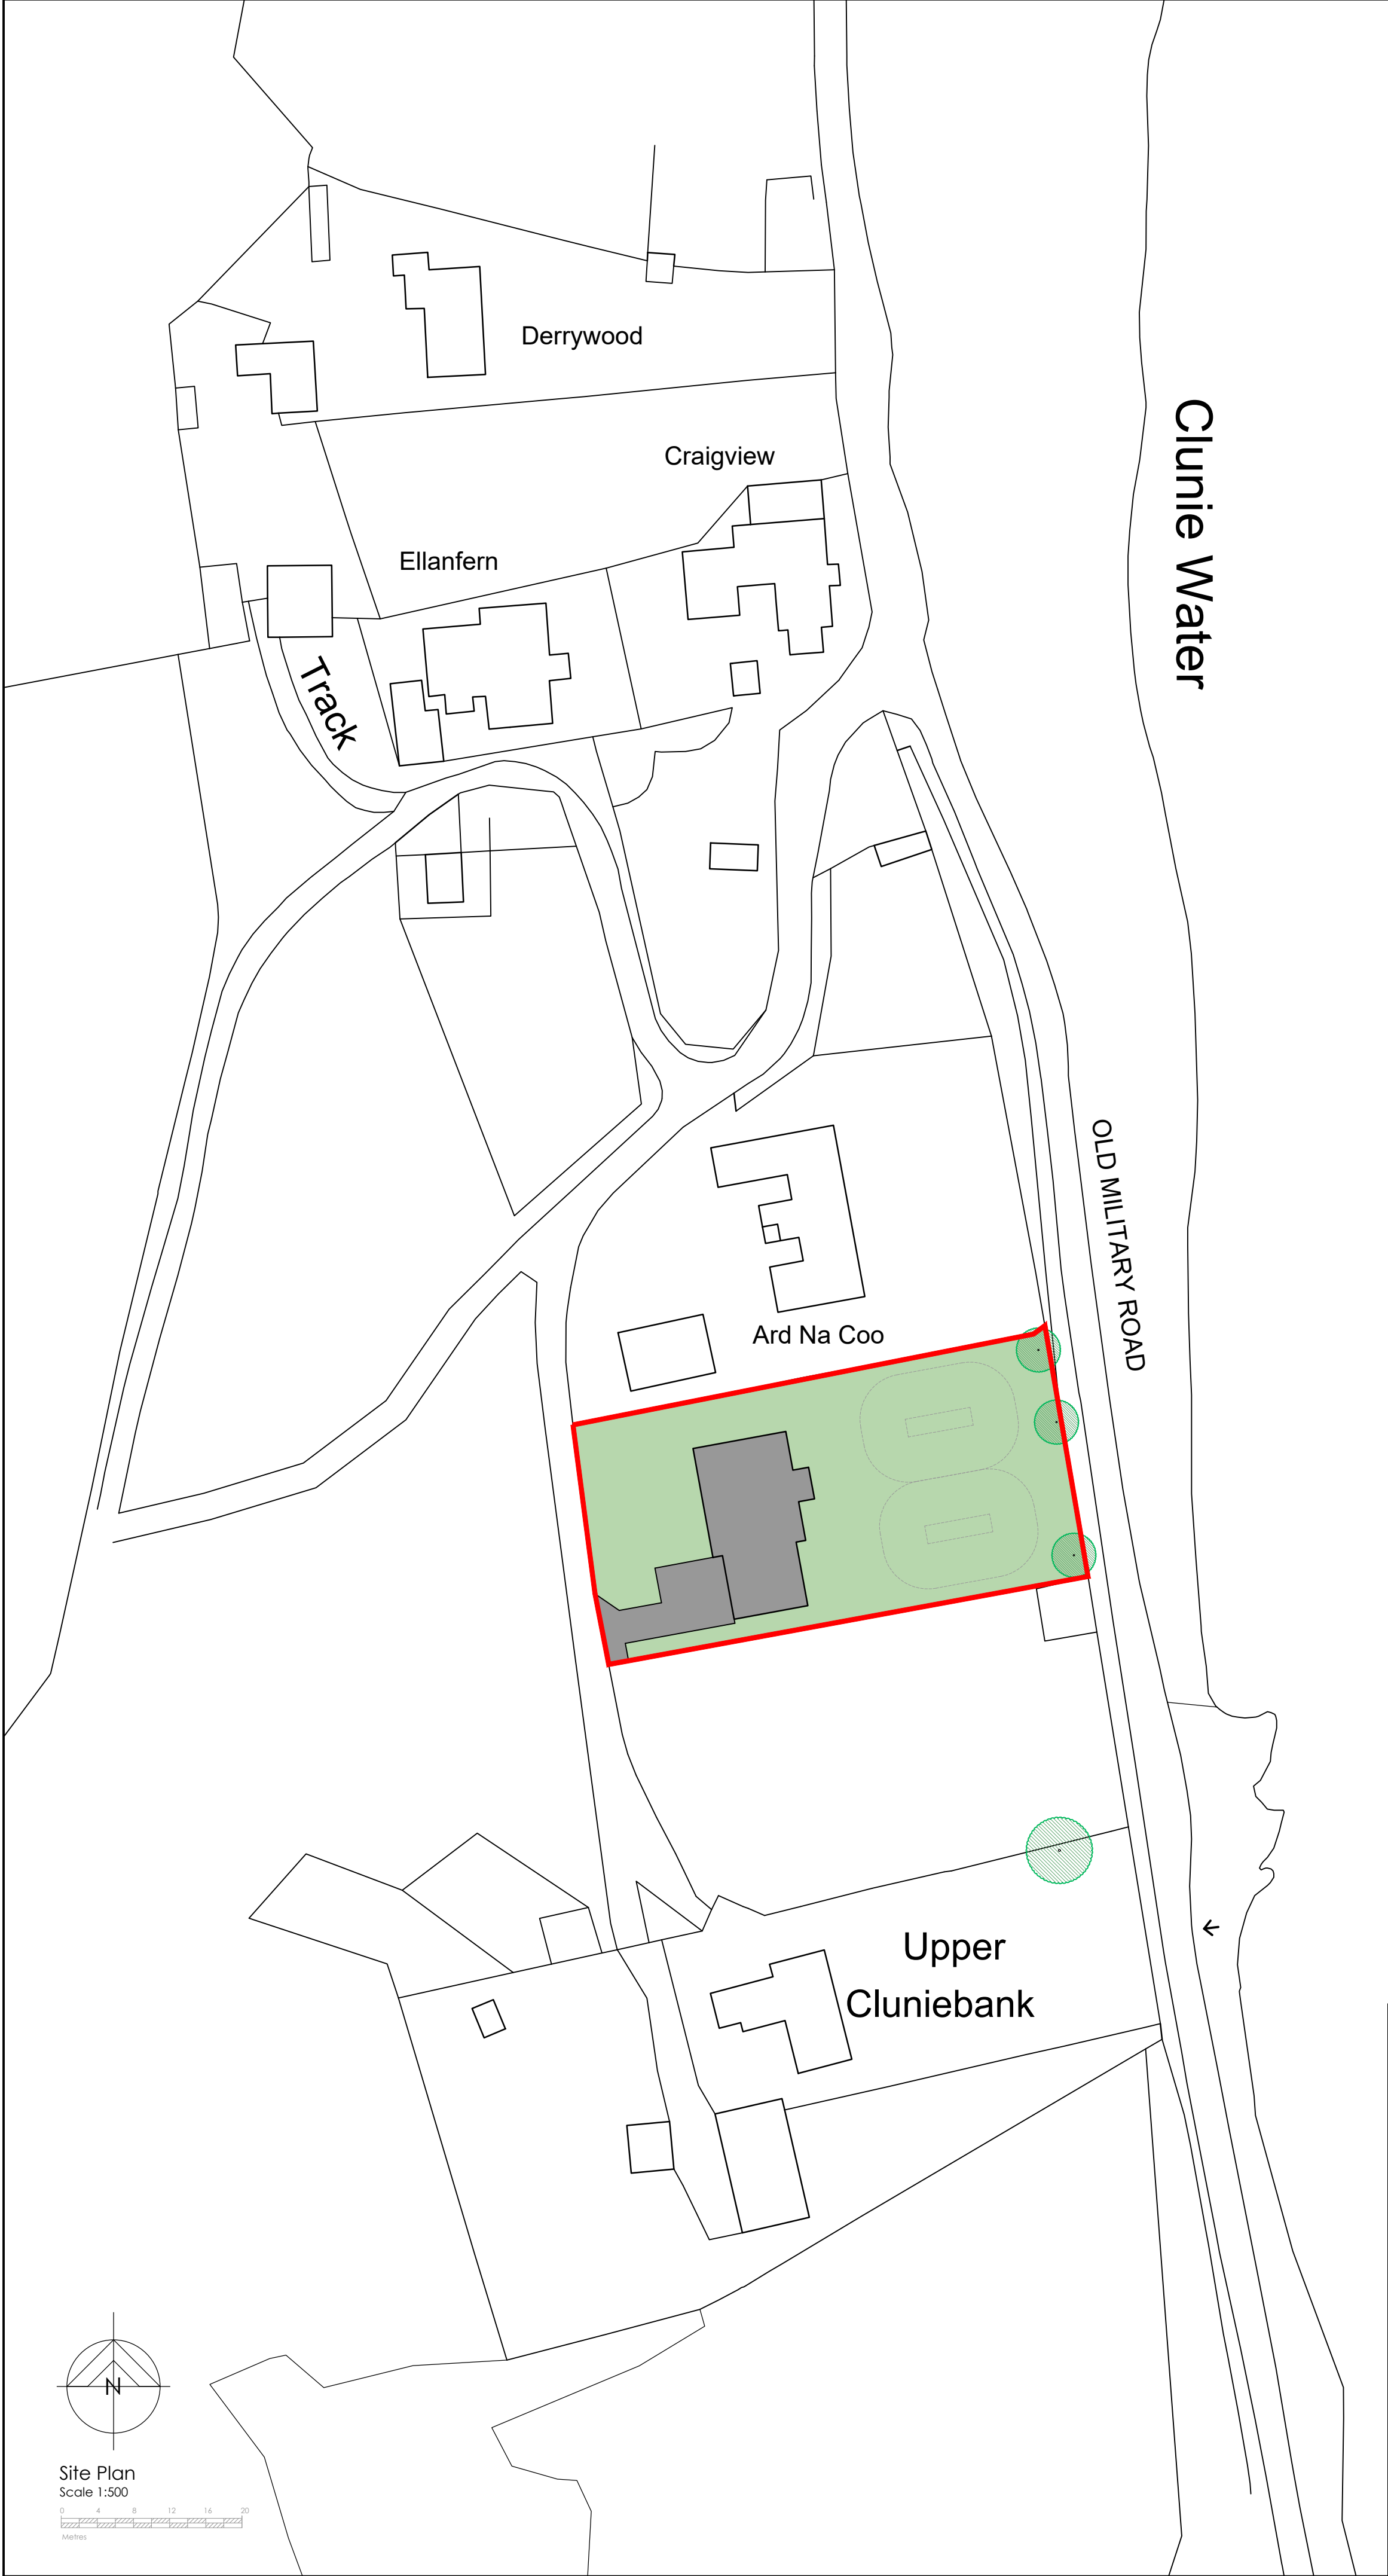 Derrywood
Craigview
Clunie Water
Ellanfern
Track
OLD MILITARY ROAD
Ard Na Coo
Upper
Cluniebank
N
Site Plan
Scale 1:500
0 4 8 12 16 20
Metres